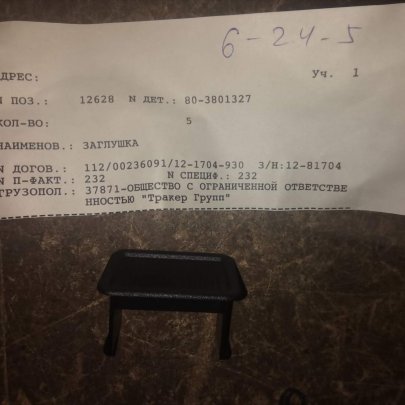 6-24-5
ДРЕС:
Уч. 1
N ПОЗ.: 12628 N ДЕТ.: 80-3801327
КОЛ-ВО: 5
НАИМЕНОВ.: ЗАГЛУШКА
N ДОГОВ.: 112/00236091/12-1704-930 З/Н:12-81704
N П-ФАКТ.: 232 N СПЕЦИФ.: 232
ГРУЗОПОЛ.: 37871-ОБЩЕСТВО С ОГРАНИЧЕННОЙ ОТВЕТСТВЕ
ННОСТЬЮ "Тракер Групп"